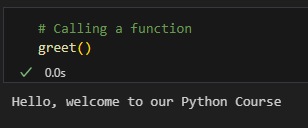 # Calling a function
greet()
0.0s
Hello, welcome to our Python Course